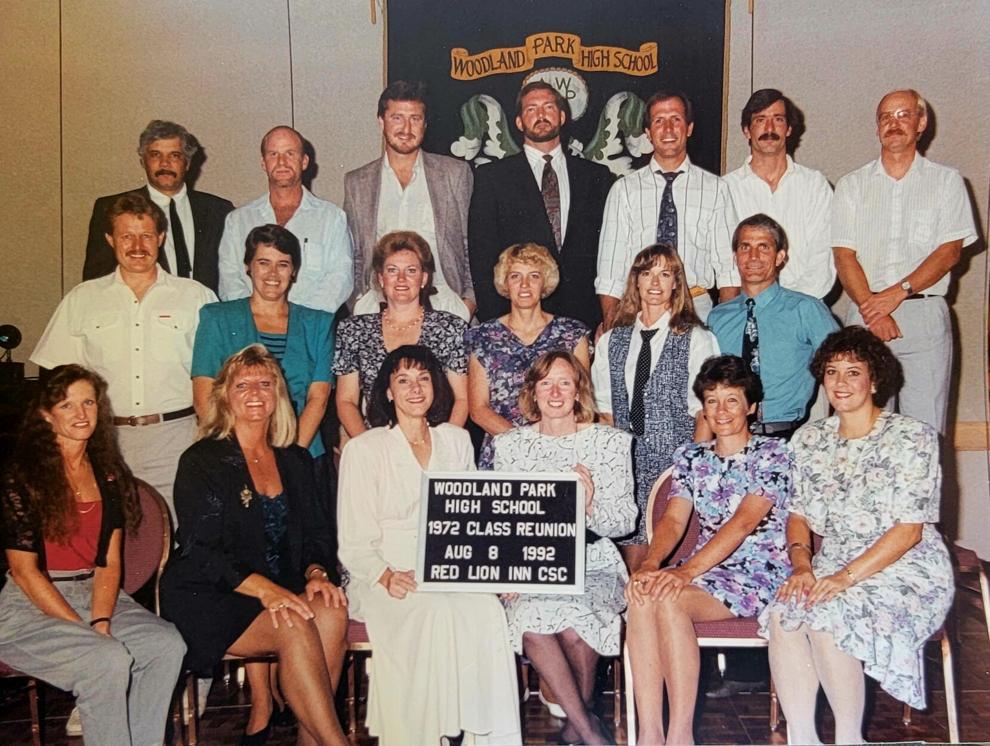 WOODLAND PARK HIGH SCHOOL
WP
WOODLAND PARK
HIGH SCHOOL
1972 CLASS REUNION
AUG 8 1992
RED LION INN CSC